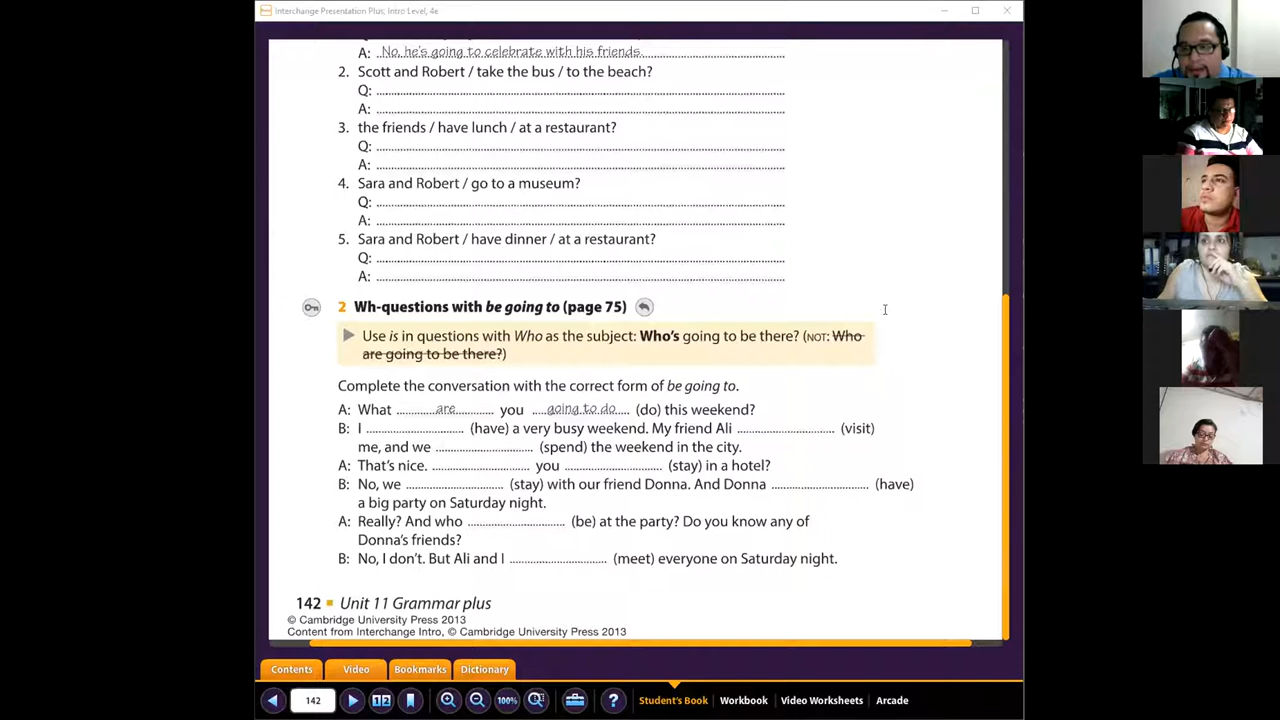 Interchange Presentation Plus, Intro Level, 4e
A: No, he's going to celebrate with his friends.
2. Scott and Robert / take the bus / to the beach?
Q:
A:
3. the friends / have lunch / at a restaurant?
Q:
A:
4. Sara and Robert / go to a museum?
Q:
A:
5. Sara and Robert / have dinner / at a restaurant?
Q:
A:
2 Wh-questions with be going to (page 75)
Use is in questions with Who as the subject: Who's going to be there? (NOT: Who
are going to be there?)
Complete the conversation with the correct form of be going to.
A: What ............are............ you ....going to do.... (do) this weekend?
B: I ............................ (have) a very busy weekend. My friend Ali ............................ (visit)
me, and we ............................ (spend) the weekend in the city.
A: That's nice. ............................ you ............................ (stay) in a hotel?
B: No, we ............................ (stay) with our friend Donna. And Donna ............................ (have)
a big party on Saturday night.
A: Really? And who ............................ (be) at the party? Do you know any of
Donna's friends?
B: No, I don't. But Ali and I ............................ (meet) everyone on Saturday night.
142 Unit 11 Grammar plus
© Cambridge University Press 2013
Content from Interchange Intro, © Cambridge University Press 2013
Contents Video Bookmarks Dictionary
142 12 100% ? Student's Book Workbook Video Worksheets Arcade